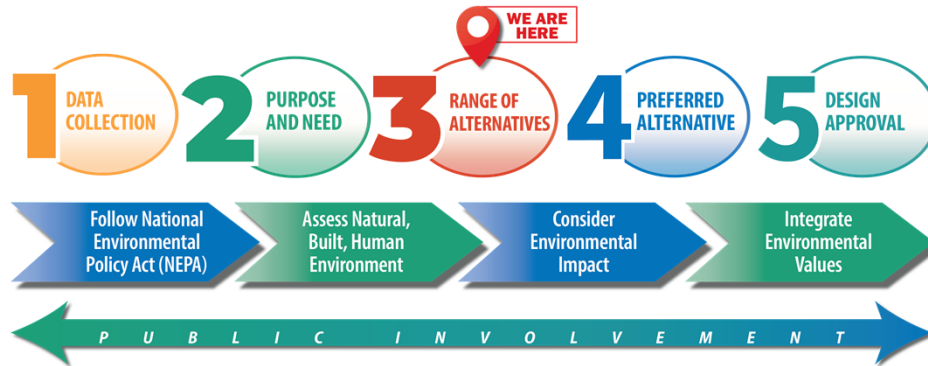 WE ARE
HERE
1 DATA
COLLECTION
2 PURPOSE
AND NEED
3 RANGE OF
ALTERNATIVES
4 PREFERRED
ALTERNATIVE
5 DESIGN
APPROVAL
Follow National
Environmental
Policy Act (NEPA)
Assess Natural,
Built, Human
Environment
Consider
Environmental
Impact
Integrate
Environmental
Values
PUBLIC INVOLVEMENT